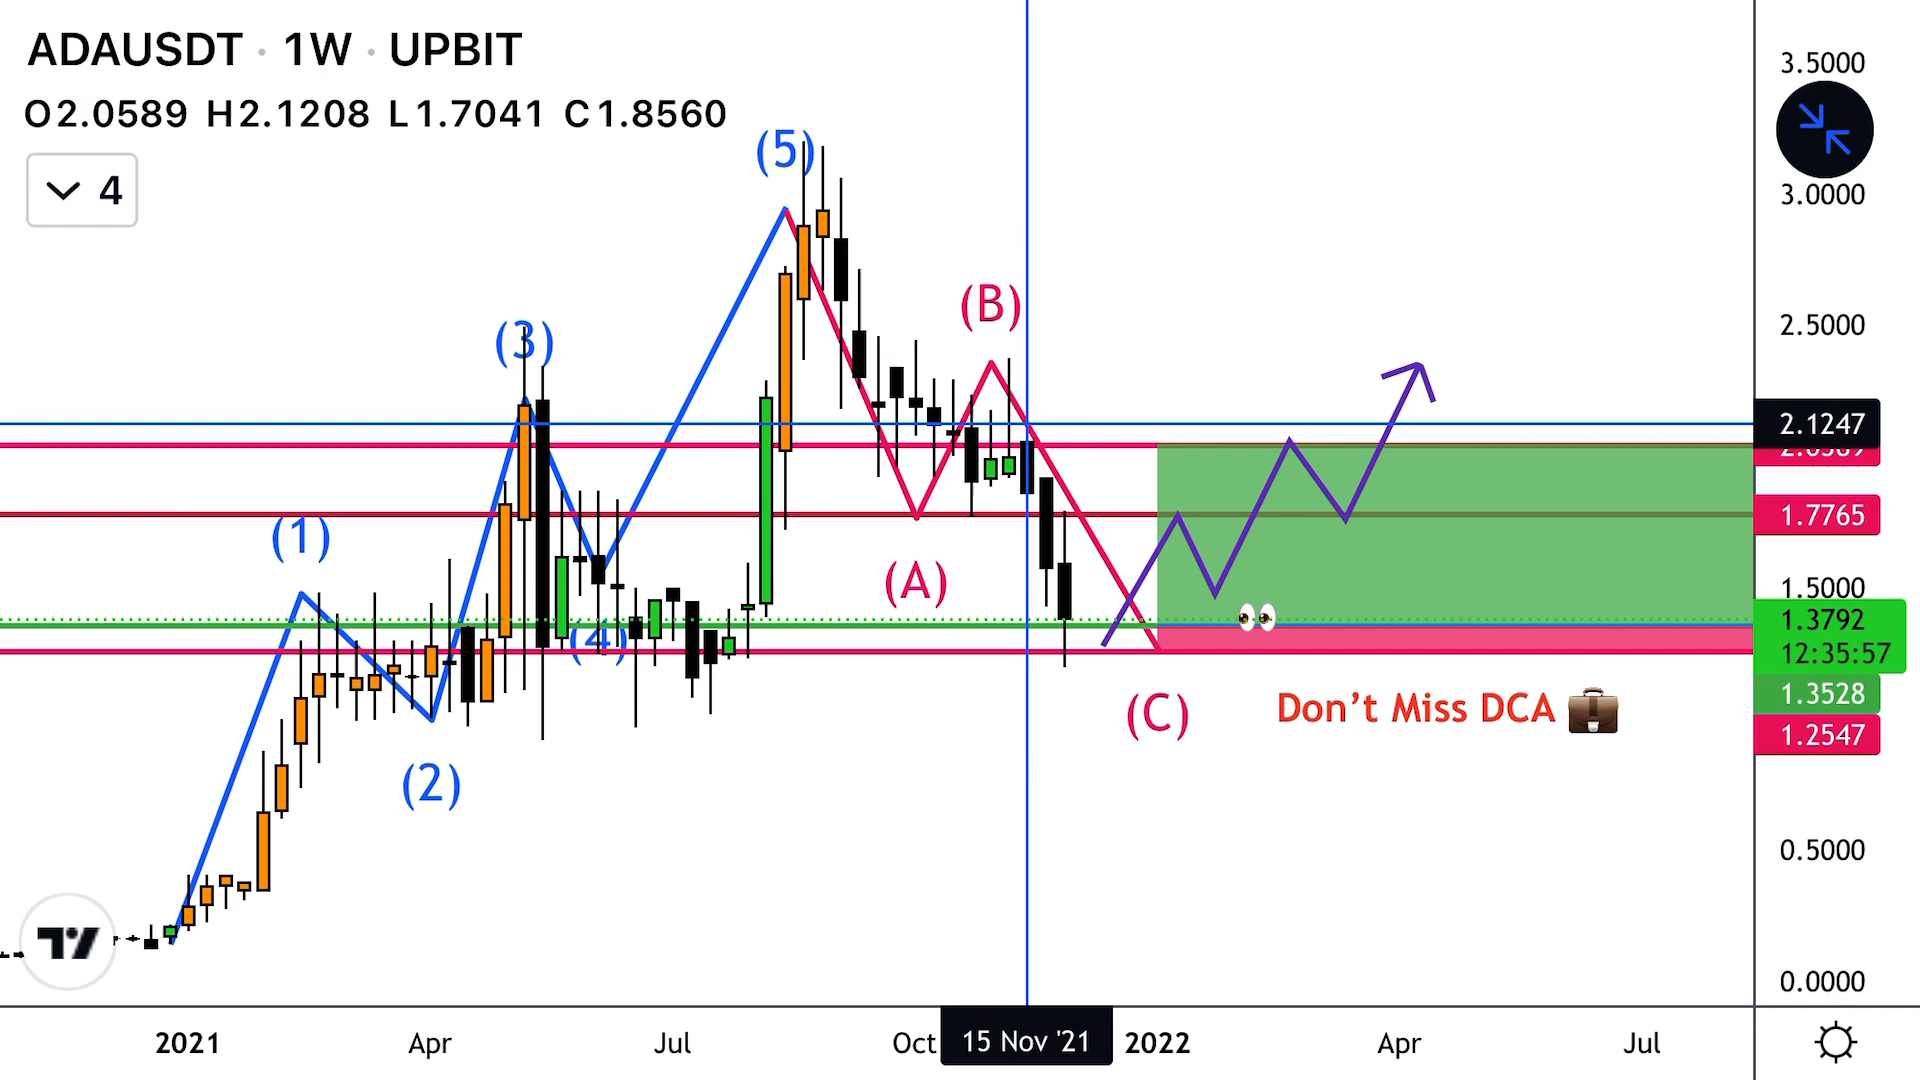 ADAUSDT · 1W · UPBIT
O2.0589 H2.1208 L1.7041 C1.8560
4
(1)
(2)
(3)
(4)
(5)
(A)
(B)
(C)
Don't Miss DCA
3.5000
3.0000
2.5000
2.1247
1.7765
1.5000
1.3792
12:35:57
1.3528
1.2547
0.5000
0.0000
2021 Apr Jul Oct 15 Nov '21 2022 Apr Jul